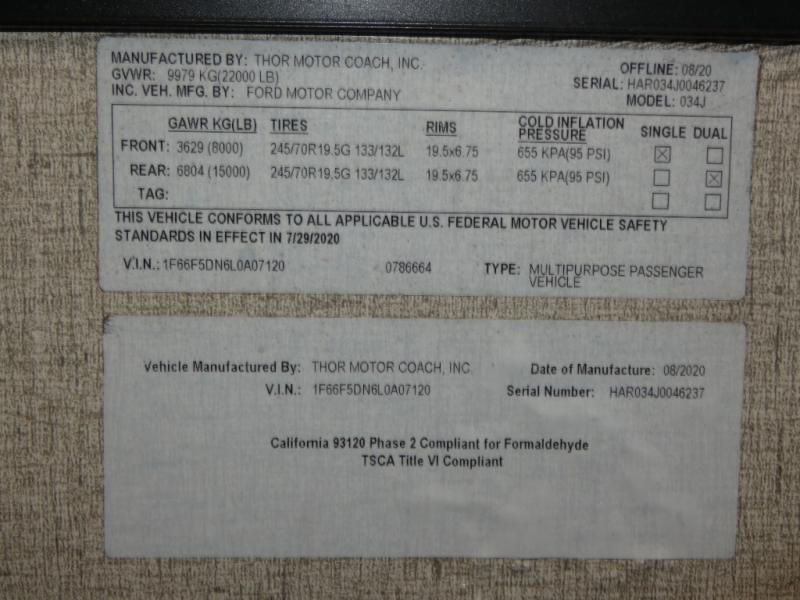 MANUFACTURED BY: THOR MOTOR COACH, INC.
GVWR: 9979 KG(22000 LB)
INC. VEH. MFG. BY: FORD MOTOR COMPANY
OFFLINE: 08/20
SERIAL: HAR034J0046237
MODEL: 034J
GAWR KG(LB) TIRES RIMS COLD INFLATION PRESSURE SINGLE DUAL
FRONT: 3629 (8000) 245/70R19.5G 133/132L 19.5x6.75 655 KPA(95 PSI) ☒ ☐
REAR: 6804 (15000) 245/70R19.5G 133/132L 19.5x6.75 655 KPA(95 PSI) ☐ ☒
TAG: ☐ ☐
THIS VEHICLE CONFORMS TO ALL APPLICABLE U.S. FEDERAL MOTOR VEHICLE SAFETY
STANDARDS IN EFFECT IN 7/29/2020
V.I.N.: 1F66F5DN6L0A07120 0786664 TYPE: MULTIPURPOSE PASSENGER
VEHICLE
Vehicle Manufactured By: THOR MOTOR COACH, INC. Date of Manufacture: 08/2020
V.I.N.: 1F66F5DN6L0A07120 Serial Number: HAR034J0046237
California 93120 Phase 2 Compliant for Formaldehyde
TSCA Title VI Compliant